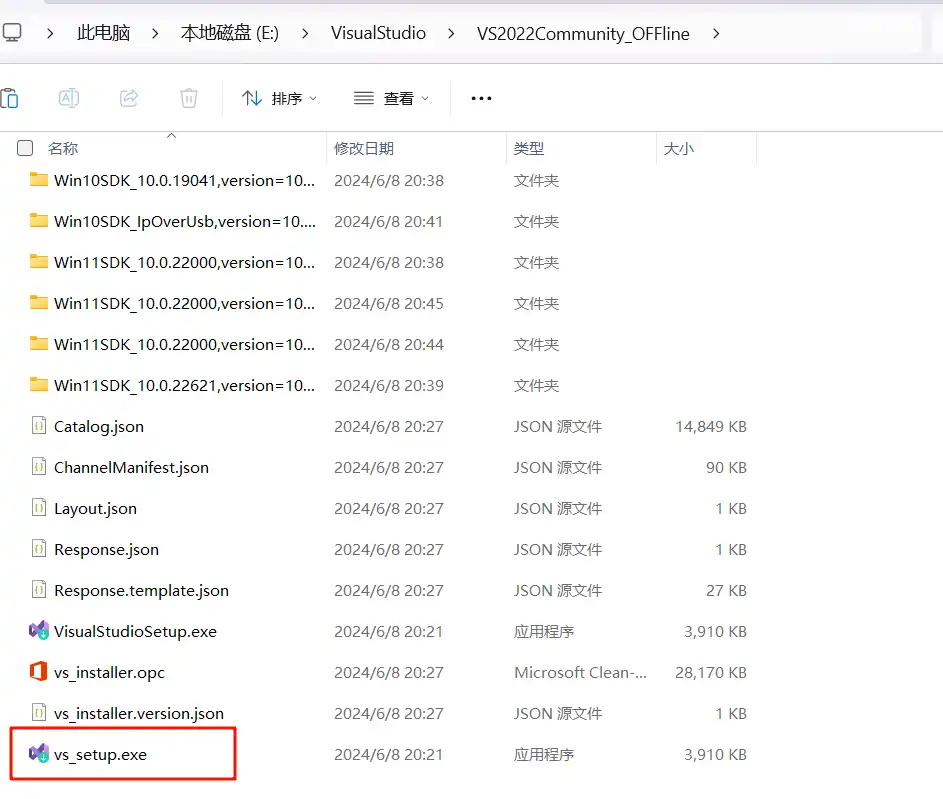 此电脑 > 本地磁盘 (E:) > VisualStudio > VS2022Community_OFFline >
排序 查看 ...
名称 修改日期 类型 大小
Win10SDK_10.0.19041,version=10... 2024/6/8 20:38 文件夹
Win10SDK_IpOverUsb,version=10.... 2024/6/8 20:41 文件夹
Win11SDK_10.0.22000,version=10... 2024/6/8 20:38 文件夹
Win11SDK_10.0.22000,version=10... 2024/6/8 20:45 文件夹
Win11SDK_10.0.22000,version=10... 2024/6/8 20:44 文件夹
Win11SDK_10.0.22621,version=10... 2024/6/8 20:39 文件夹
Catalog.json 2024/6/8 20:27 JSON 源文件 14,849 KB
ChannelManifest.json 2024/6/8 20:27 JSON 源文件 90 KB
Layout.json 2024/6/8 20:27 JSON 源文件 1 KB
Response.json 2024/6/8 20:27 JSON 源文件 1 KB
Response.template.json 2024/6/8 20:27 JSON 源文件 27 KB
VisualStudioSetup.exe 2024/6/8 20:21 应用程序 3,910 KB
vs_installer.opc 2024/6/8 20:27 Microsoft Clean-... 28,170 KB
vs_installer.version.json 2024/6/8 20:27 JSON 源文件 1 KB
vs_setup.exe 2024/6/8 20:21 应用程序 3,910 KB